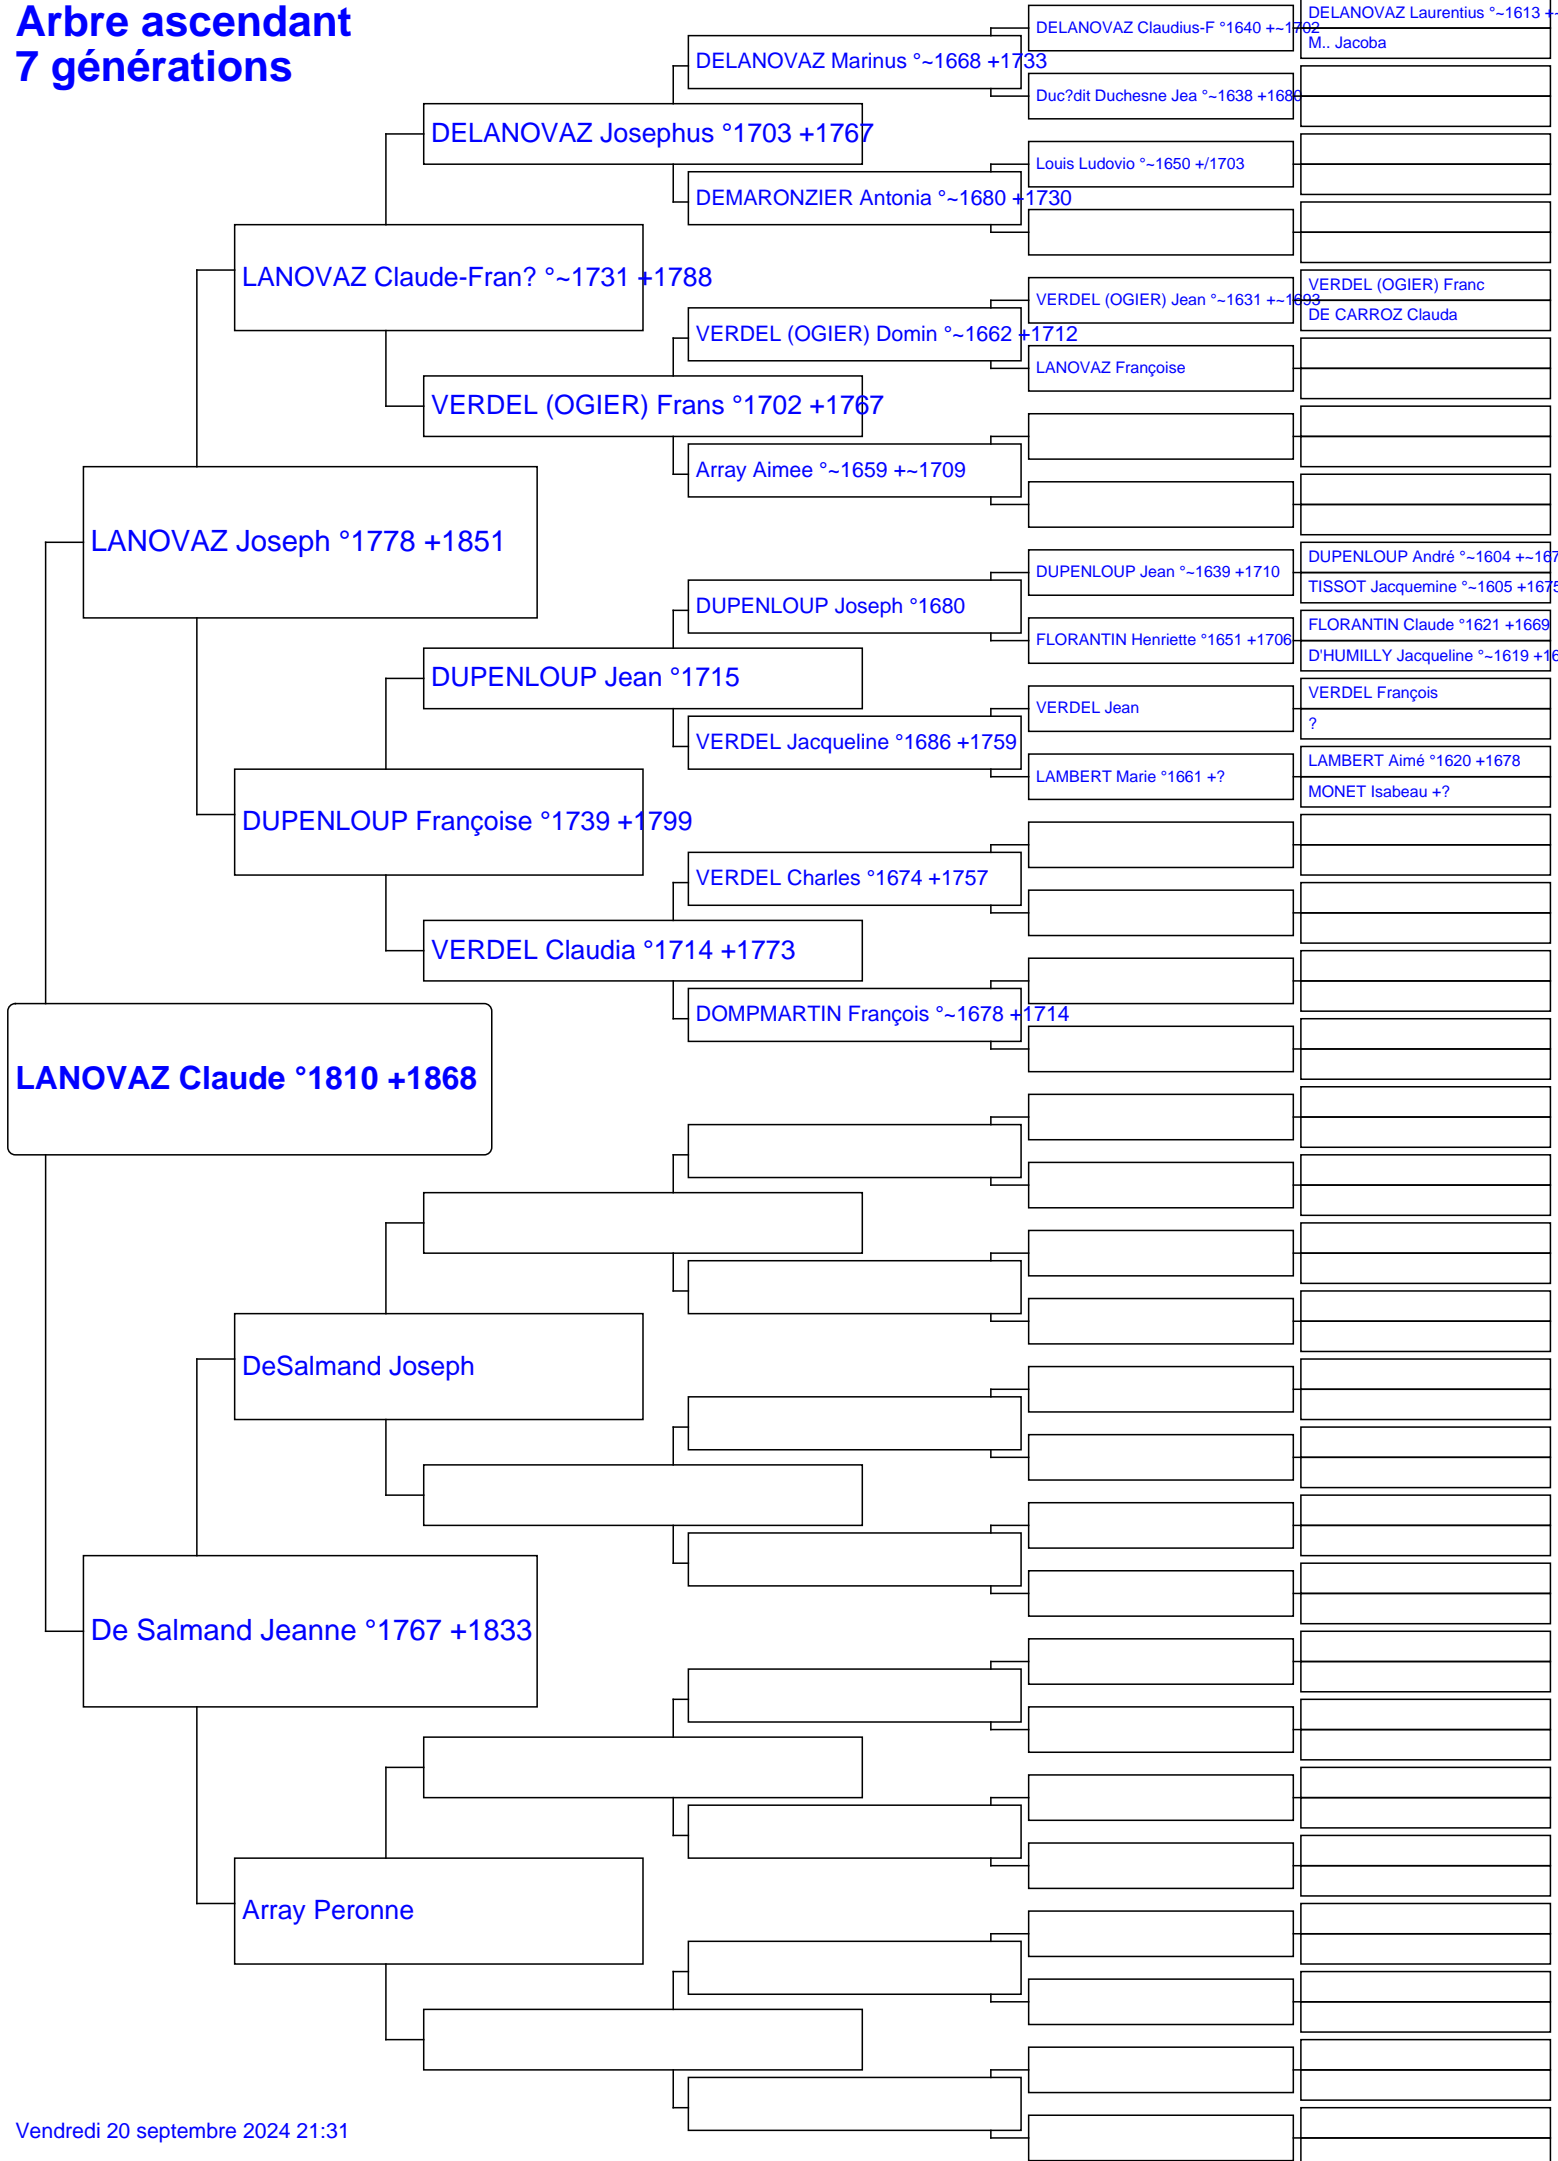 Arbre ascendant
7 générations
DELANOVAZ Laurentius °~1613 +~
DELANOVAZ Claudius-F °1640 +~1702
M.. Jacoba
DELANOVAZ Marinus °~1668 +1733
Duc?dit Duchesne Jea °~1638 +1680
DELANOVAZ Josephus °1703 +1767
Louis Ludovio °~1650 +/1703
DEMARONZIER Antonia °~1680 +1730
LANOVAZ Claude-Fran? °~1731 +1788
VERDEL (OGIER) Franc
VERDEL (OGIER) Jean °~1631 +~1693
DE CARROZ Clauda
VERDEL (OGIER) Domin °~1662 +1712
LANOVAZ Françoise
VERDEL (OGIER) Frans °1702 +1767
Array Aimee °~1659 +~1709
LANOVAZ Joseph °1778 +1851
DUPENLOUP André °~1604 +~167
DUPENLOUP Jean °~1639 +1710
TISSOT Jacquemine °~1605 +1675
DUPENLOUP Joseph °1680
FLORANTIN Claude °1621 +1669
FLORANTIN Henriette °1651 +1706
D'HUMILLY Jacqueline °~1619 +16
DUPENLOUP Jean °1715
VERDEL François
VERDEL Jean
?
VERDEL Jacqueline °1686 +1759
LAMBERT Aimé °1620 +1678
LAMBERT Marie °1661 +?
MONET Isabeau +?
DUPENLOUP Françoise °1739 +1799
VERDEL Charles °1674 +1757
VERDEL Claudia °1714 +1773
DOMPMARTIN François °~1678 +1714
LANOVAZ Claude °1810 +1868
DeSalmand Joseph
De Salmand Jeanne °1767 +1833
Array Peronne
Vendredi 20 septembre 2024 21:31